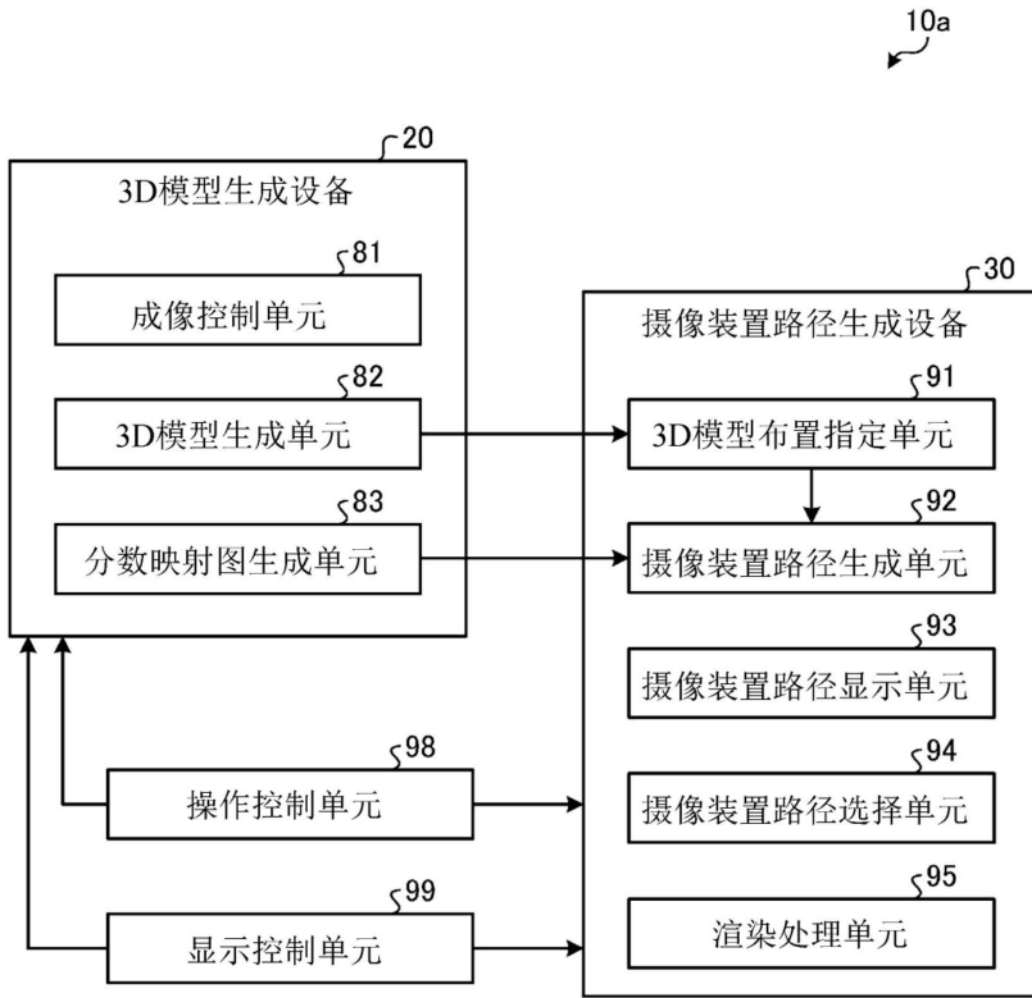 10a
20
3D模型生成设备
81
成像控制单元
82
3D模型生成单元
83
分数映射图生成单元
30
摄像装置路径生成设备
91
3D模型布置指定单元
92
摄像装置路径生成单元
93
摄像装置路径显示单元
94
摄像装置路径选择单元
95
渲染处理单元
98
操作控制单元
99
显示控制单元